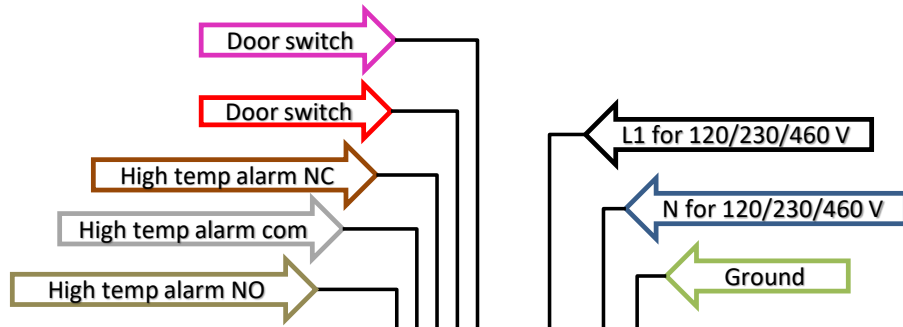 Door switch
Door switch
High temp alarm NC
High temp alarm com
High temp alarm NO
L1 for 120/230/460 V
N for 120/230/460 V
Ground